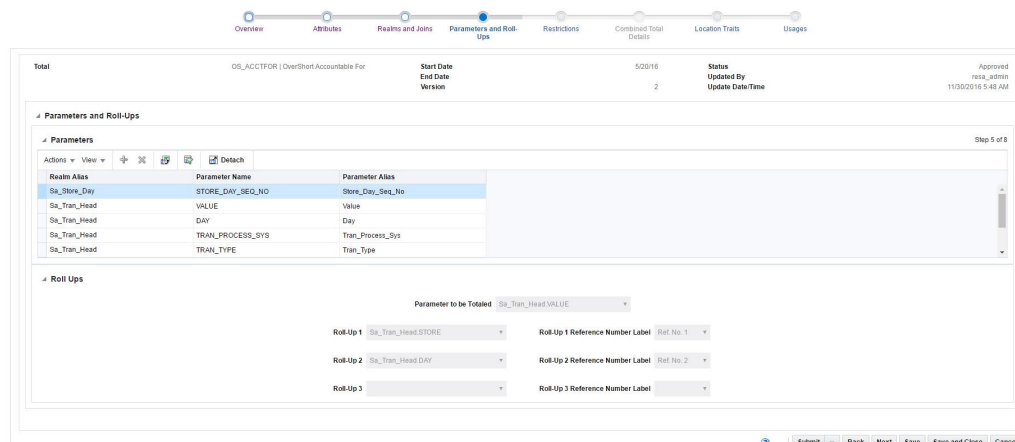 Overview
Attributes
Realms and Joins
Parameters and Roll-Ups
Restrictions
Combined Total Details
Location Traits
Usages
Total OS_ACCTFOR | OverShort Accountable For Start Date 5/20/16 Status Approved
End Date Updated By resa_admin
Version 2 Update Date/Time 11/30/2016 5:48 AM
Parameters and Roll-Ups
Parameters Step 5 of 8
Actions View Detach
Realm Alias Parameter Name Parameter Alias
Sa_Store_Day STORE_DAY_SEQ_NO Store_Day_Seq_No
Sa_Tran_Head VALUE Value
Sa_Tran_Head DAY Day
Sa_Tran_Head TRAN_PROCESS_SYS Tran_Process_Sys
Sa_Tran_Head TRAN_TYPE Tran_Type
Roll Ups
Parameter to be Totaled Sa_Tran_Head.VALUE
Roll-Up 1 Sa_Tran_Head.STORE Roll-Up 1 Reference Number Label Ref. No. 1
Roll-Up 2 Sa_Tran_Head.DAY Roll-Up 2 Reference Number Label Ref. No. 2
Roll-Up 3 Roll-Up 3 Reference Number Label
Submit Back Next Save Save and Close Cance